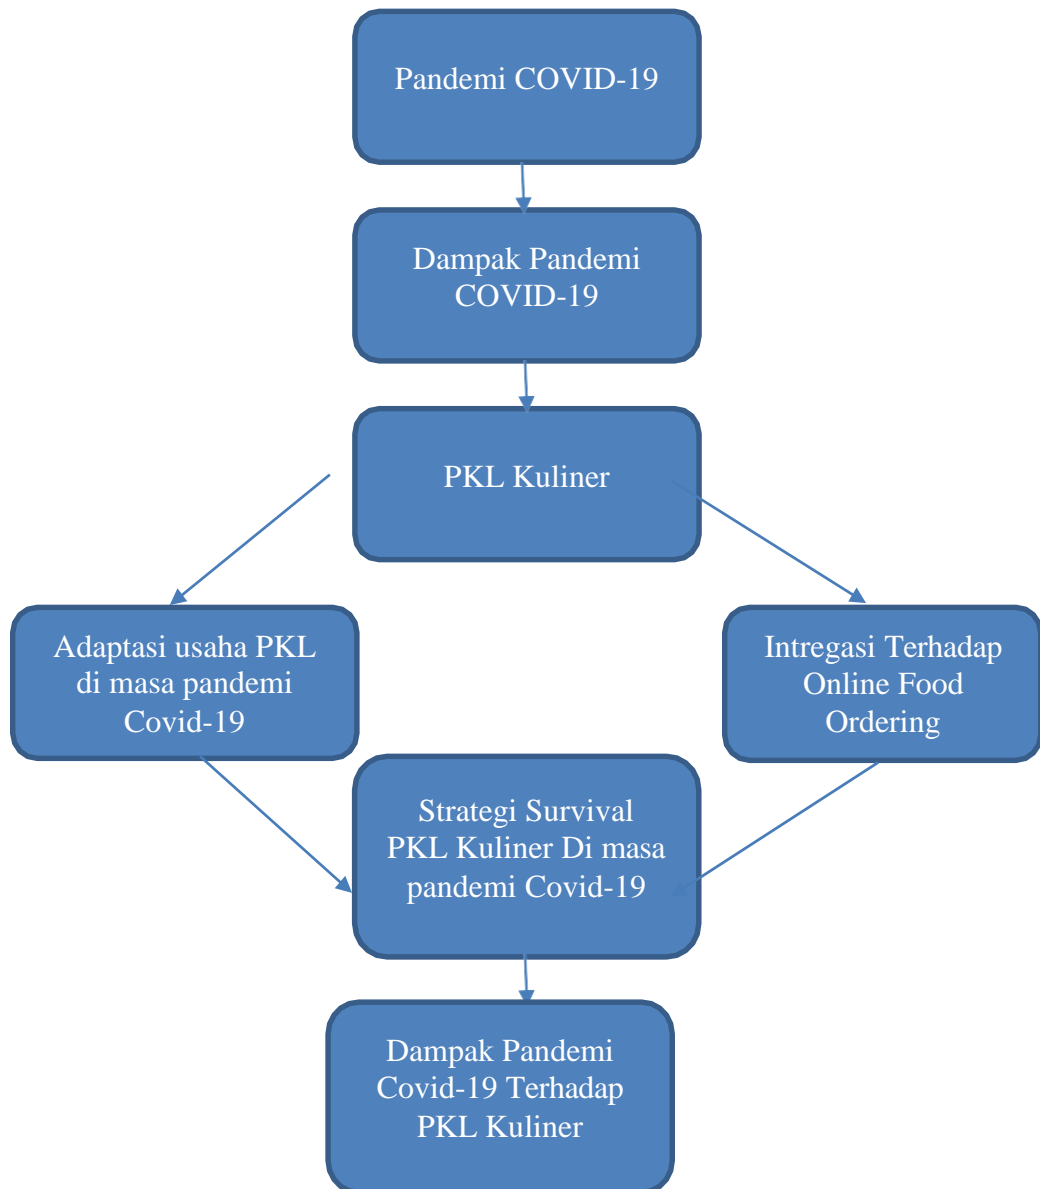 Pandemi COVID-19
Dampak Pandemi
COVID-19
PKL Kuliner
Adaptasi usaha PKL
di masa pandemi
Covid-19
Intregasi Terhadap
Online Food
Ordering
Strategi Survival
PKL Kuliner Di masa
pandemi Covid-19
Dampak Pandemi
Covid-19 Terhadap
PKL Kuliner